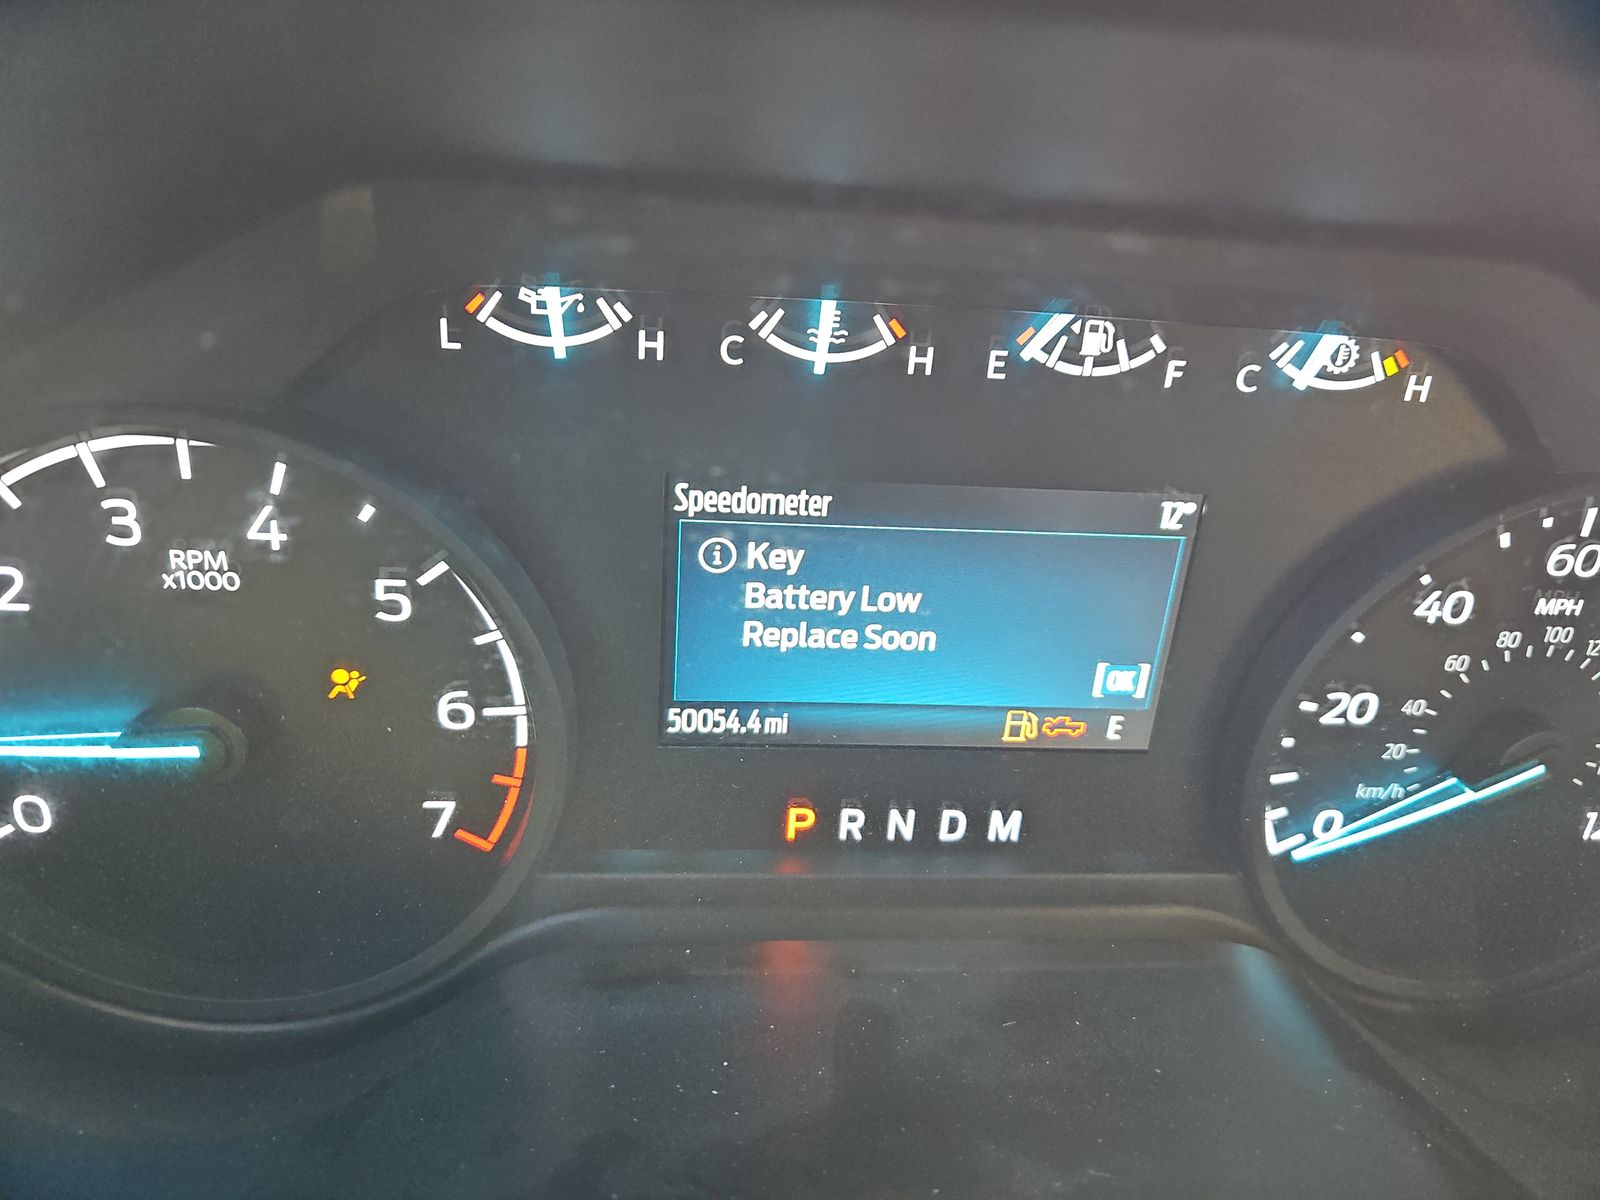 L H C H E F C H
Speedometer 12°
i Key
Battery Low
Replace Soon
[OK]
50054.4 mi E
P R N D M
0 2 3 4 5 6 7
RPM
x1000
0 20 40 60
MPH
20 40 60 80 100
km/h